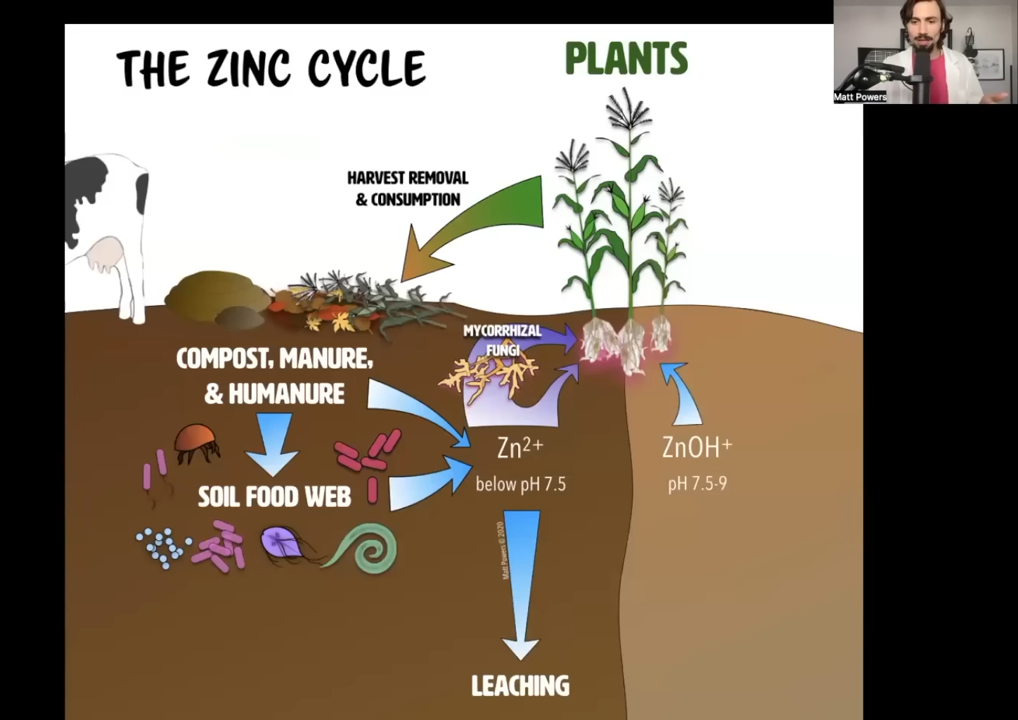 THE ZINC CYCLE
PLANTS
Matt Powers
HARVEST REMOVAL
& CONSUMPTION
MYCORRHIZAL
FUNGI
COMPOST, MANURE,
& HUMANURE
Zn²⁺
below pH 7.5
ZnOH⁺
pH 7.5-9
SOIL FOOD WEB
Matt Powers © 2020
LEACHING